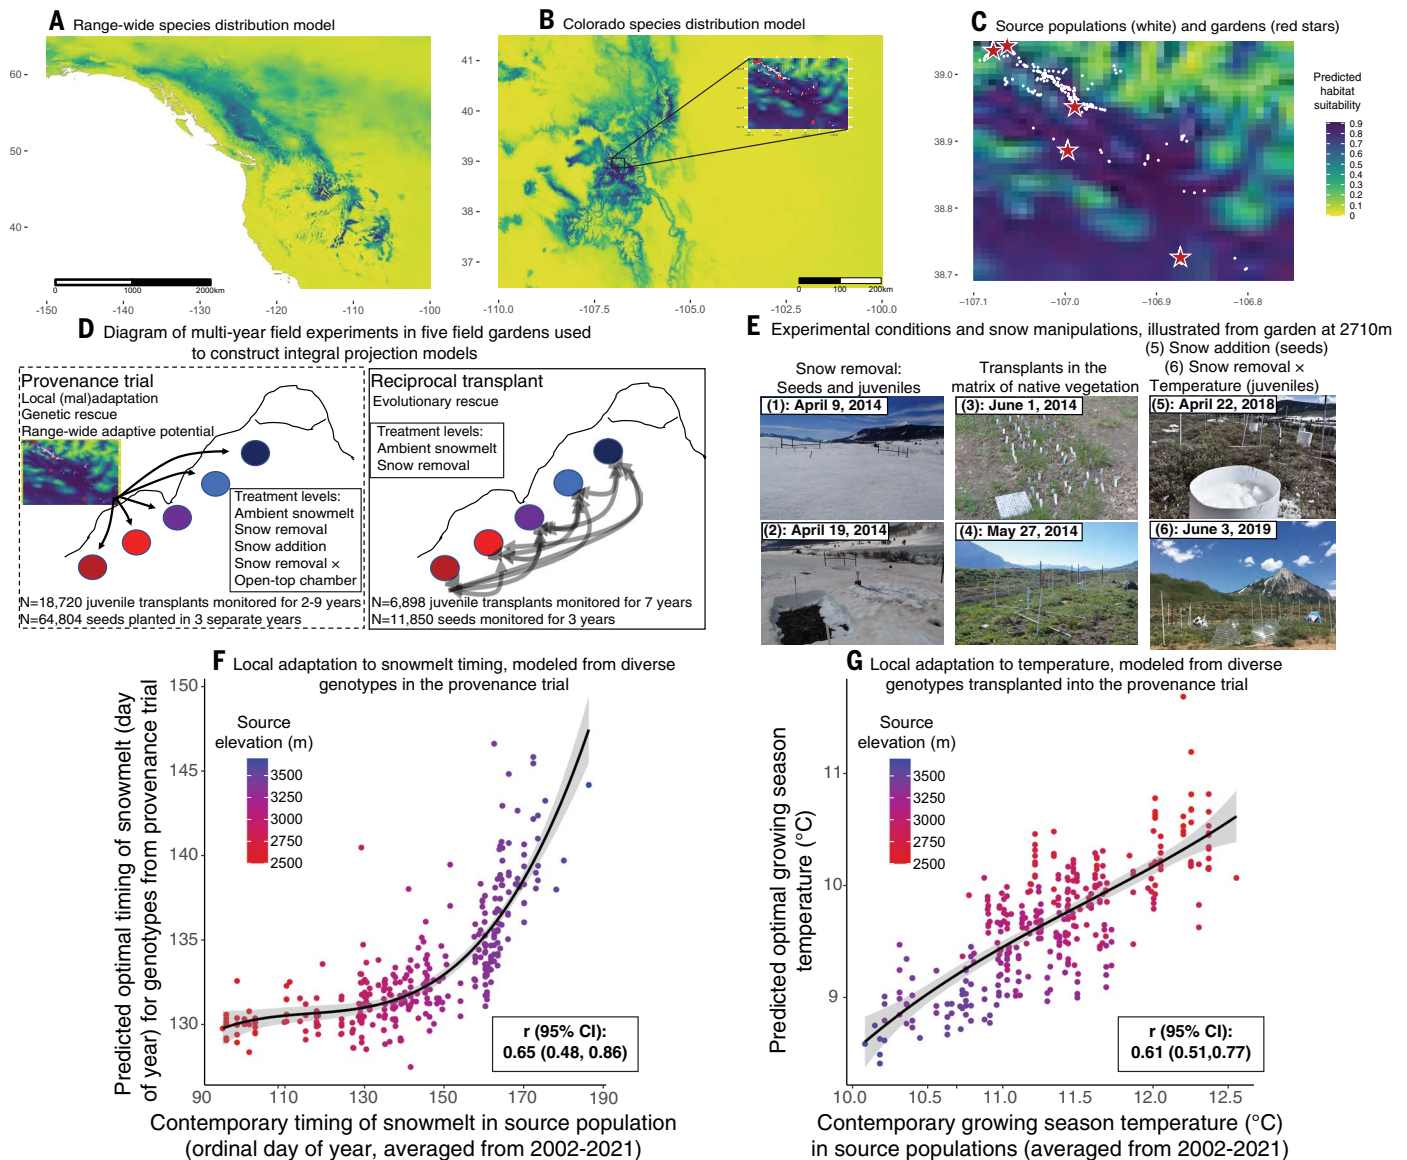 A Range-wide species distribution model
60
50
40
0 1000 2000km
-150 -140 -130 -120 -110 -100
B Colorado species distribution model
41
40
39
38
37
0 100 200km
-110.0 -107.5 -105.0 -102.5 -100.0
C Source populations (white) and gardens (red stars)
39.0
38.9
38.8
38.7
−107.1 −107.0 −106.9 −106.8
Predicted
habitat
suitability
0.9
0.8
0.7
0.6
0.5
0.4
0.3
0.2
0.1
0
D Diagram of multi-year field experiments in five field gardens used
to construct integral projection models
Provenance trial
Local (mal)adaptation
Genetic rescue
Range-wide adaptive potential
Treatment levels:
Ambient snowmelt
Snow removal
Snow addition
Snow removal ×
Open-top chamber
N=18,720 juvenile transplants monitored for 2-9 years
N=64,804 seeds planted in 3 separate years
Reciprocal transplant
Evolutionary rescue
Treatment levels:
Ambient snowmelt
Snow removal
N=6,898 juvenile transplants monitored for 7 years
N=11,850 seeds monitored for 3 years
E Experimental conditions and snow manipulations, illustrated from garden at 2710m
Snow removal:
Seeds and juveniles
Transplants in the
matrix of native vegetation
(5) Snow addition (seeds)
(6) Snow removal ×
Temperature (juveniles)
(1): April 9, 2014
(3): June 1, 2014
(5): April 22, 2018
(2): April 19, 2014
(4): May 27, 2014
(6): June 3, 2019
F Local adaptation to snowmelt timing, modeled from diverse
genotypes in the provenance trial
Predicted optimal timing of snowmelt (day
of year) for genotypes from provenance trial
150
145
140
135
130
Source
elevation (m)
3500
3250
3000
2750
2500
r (95% CI):
0.65 (0.48, 0.86)
90 110 130 150 170 190
Contemporary timing of snowmelt in source population
(ordinal day of year, averaged from 2002-2021)
G Local adaptation to temperature, modeled from diverse
genotypes transplanted into the provenance trial
Predicted optimal growing season
temperature (°C)
11
10
9
Source
elevation (m)
3500
3250
3000
2750
2500
r (95% CI):
0.61 (0.51,0.77)
10.0 10.5 11.0 11.5 12.0 12.5
Contemporary growing season temperature (°C)
in source populations (averaged from 2002-2021)